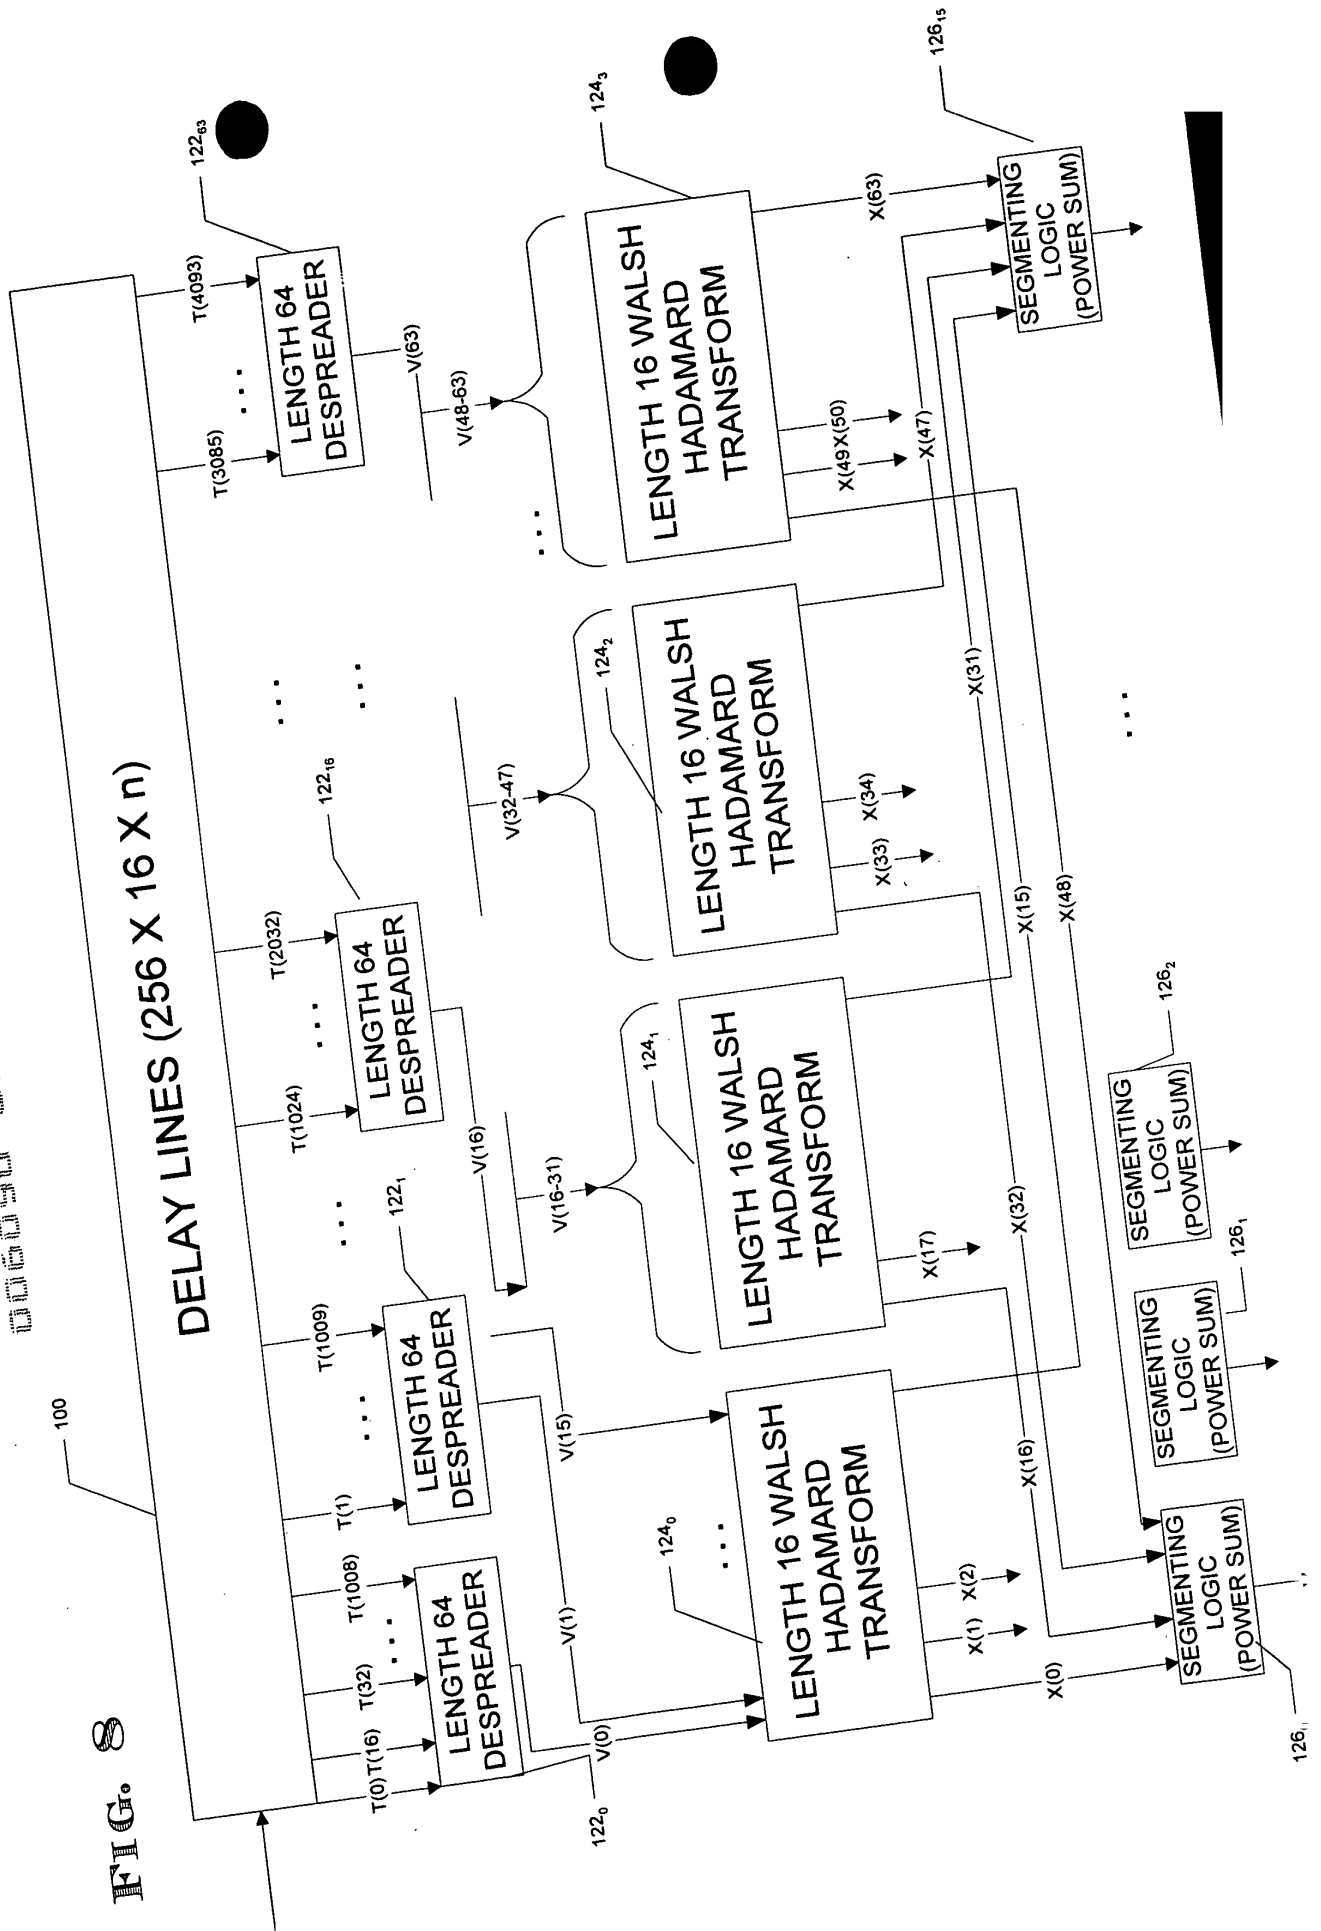 FIG. 8
100
DELAY LINES (256 X 16 X n)
T(0) T(16) T(32) T(1008) T(1) T(1009) T(1024) T(2032) T(3085) T(4093)
... ... ... ... ... ...
LENGTH 64
DESPREADER
122₀
LENGTH 64
DESPREADER
122₁
LENGTH 64
DESPREADER
122₁₆
... ...
LENGTH 64
DESPREADER
122₆₃
V(0) V(1) V(15) V(16) V(16-31) V(32-47) V(48-63) V(63)
... ...
LENGTH 16 WALSH
HADAMARD
TRANSFORM
124₀
LENGTH 16 WALSH
HADAMARD
TRANSFORM
124₁
LENGTH 16 WALSH
HADAMARD
TRANSFORM
124₂
LENGTH 16 WALSH
HADAMARD
TRANSFORM
124₃
X(0) X(1) X(2) X(16) X(17) X(32) X(33) X(34) X(49 X(50) X(63)
X(15) X(31) X(47) X(48)
SEGMENTING
LOGIC
(POWER SUM)
126
SEGMENTING
LOGIC
(POWER SUM)
126₁
SEGMENTING
LOGIC
(POWER SUM)
126₂
...
SEGMENTING
LOGIC
(POWER SUM)
126₁₅